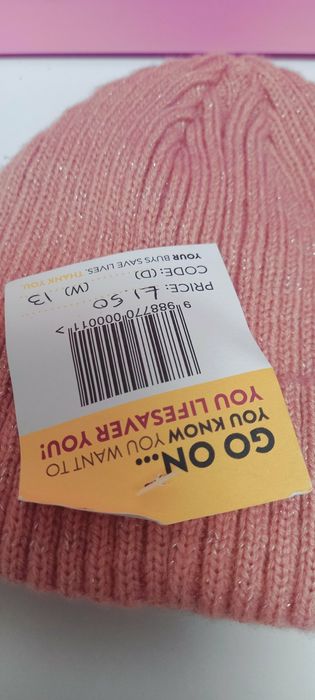 GO ON...
YOU KNOW YOU WANT TO
YOU LIFESAVER YOU!
9 988770 000011 >
PRICE: £1.50
CODE: (D) (W) 13
YOUR BUYS SAVE LIVES. THANK YOU.